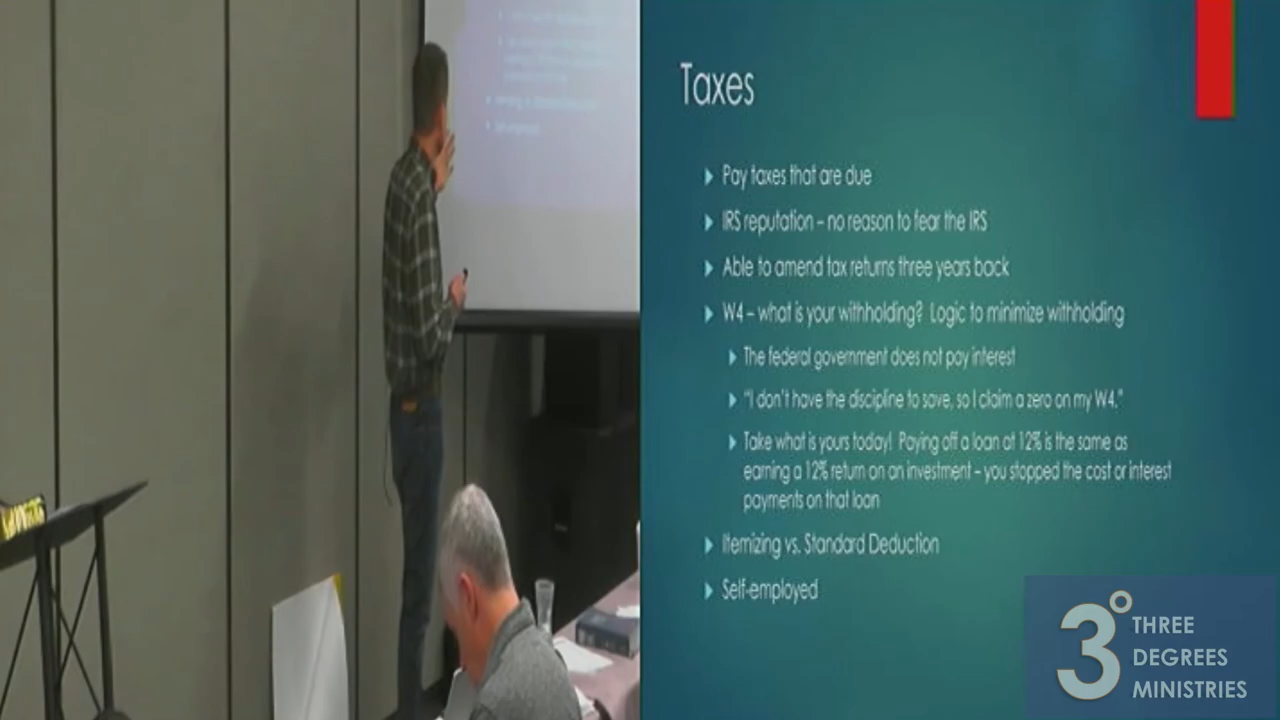 Taxes
Pay taxes that are due
IRS reputation – no reason to fear the IRS
Able to amend tax returns three years back
W4 – what is your withholding? Logic to minimize withholding
The federal government does not pay interest
“I don’t have the discipline to save, so I claim a zero on my W4.”
Take what is yours today! Paying off a loan at 12% is the same as
earning a 12% return on an investment – you stopped the cost or interest
payments on that loan
Itemizing vs. Standard Deduction
Self-employed
3° THREE
DEGREES
MINISTRIES